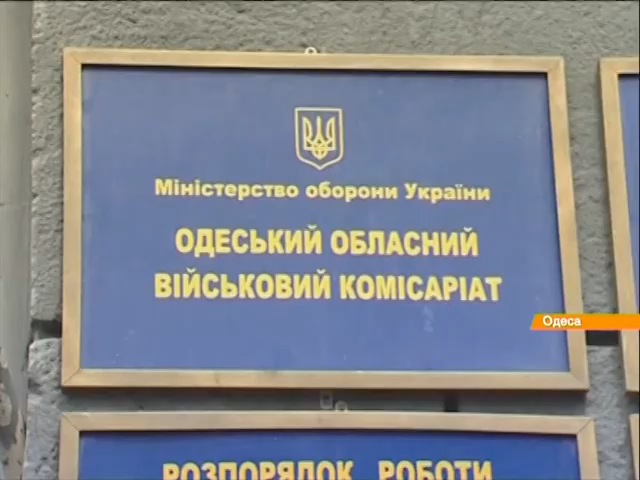 Міністерство оборони України
ОДЕСЬКИЙ ОБЛАСНИЙ
ВІЙСЬКОВИЙ КОМІСАРІАТ
Одеса
РОЗПОРЯДОК РОБОТИ